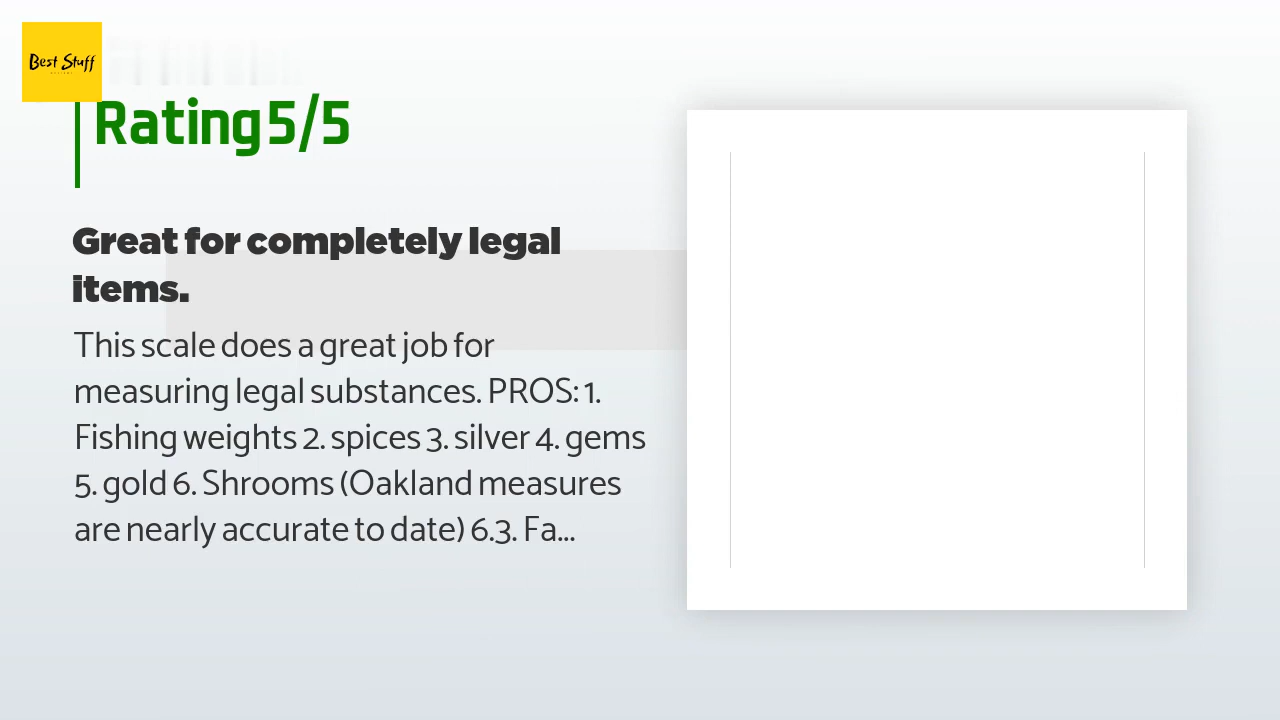 Best Stuff
Rating 5/5
Great for completely legal
items.
This scale does a great job for
measuring legal substances. PROS: 1.
Fishing weights 2. spices 3. silver 4. gems
5. gold 6. Shrooms (Oakland measures
are nearly accurate to date) 6.3. Fa...